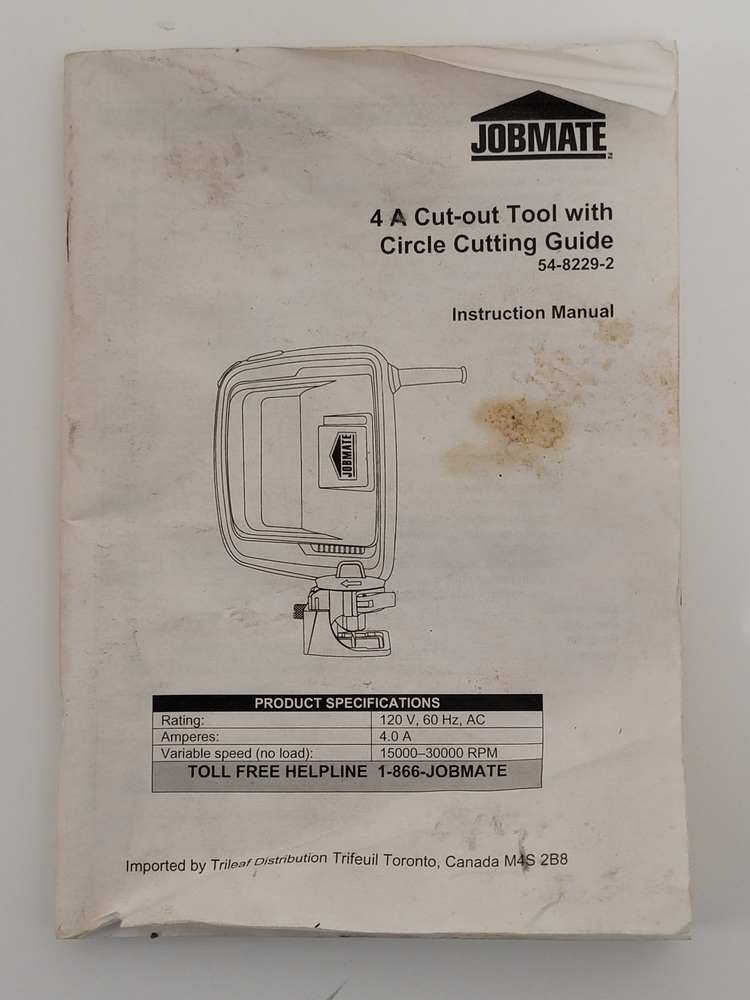 JOBMATE
4 A Cut-out Tool with
Circle Cutting Guide
54-8229-2
Instruction Manual
JOBMATE
PRODUCT SPECIFICATIONS
Rating: 120 V, 60 Hz, AC
Amperes: 4.0 A
Variable speed (no load): 15000–30000 RPM
TOLL FREE HELPLINE 1-866-JOBMATE
Imported by Trileaf Distribution Trifeuil Toronto, Canada M4S 2B8